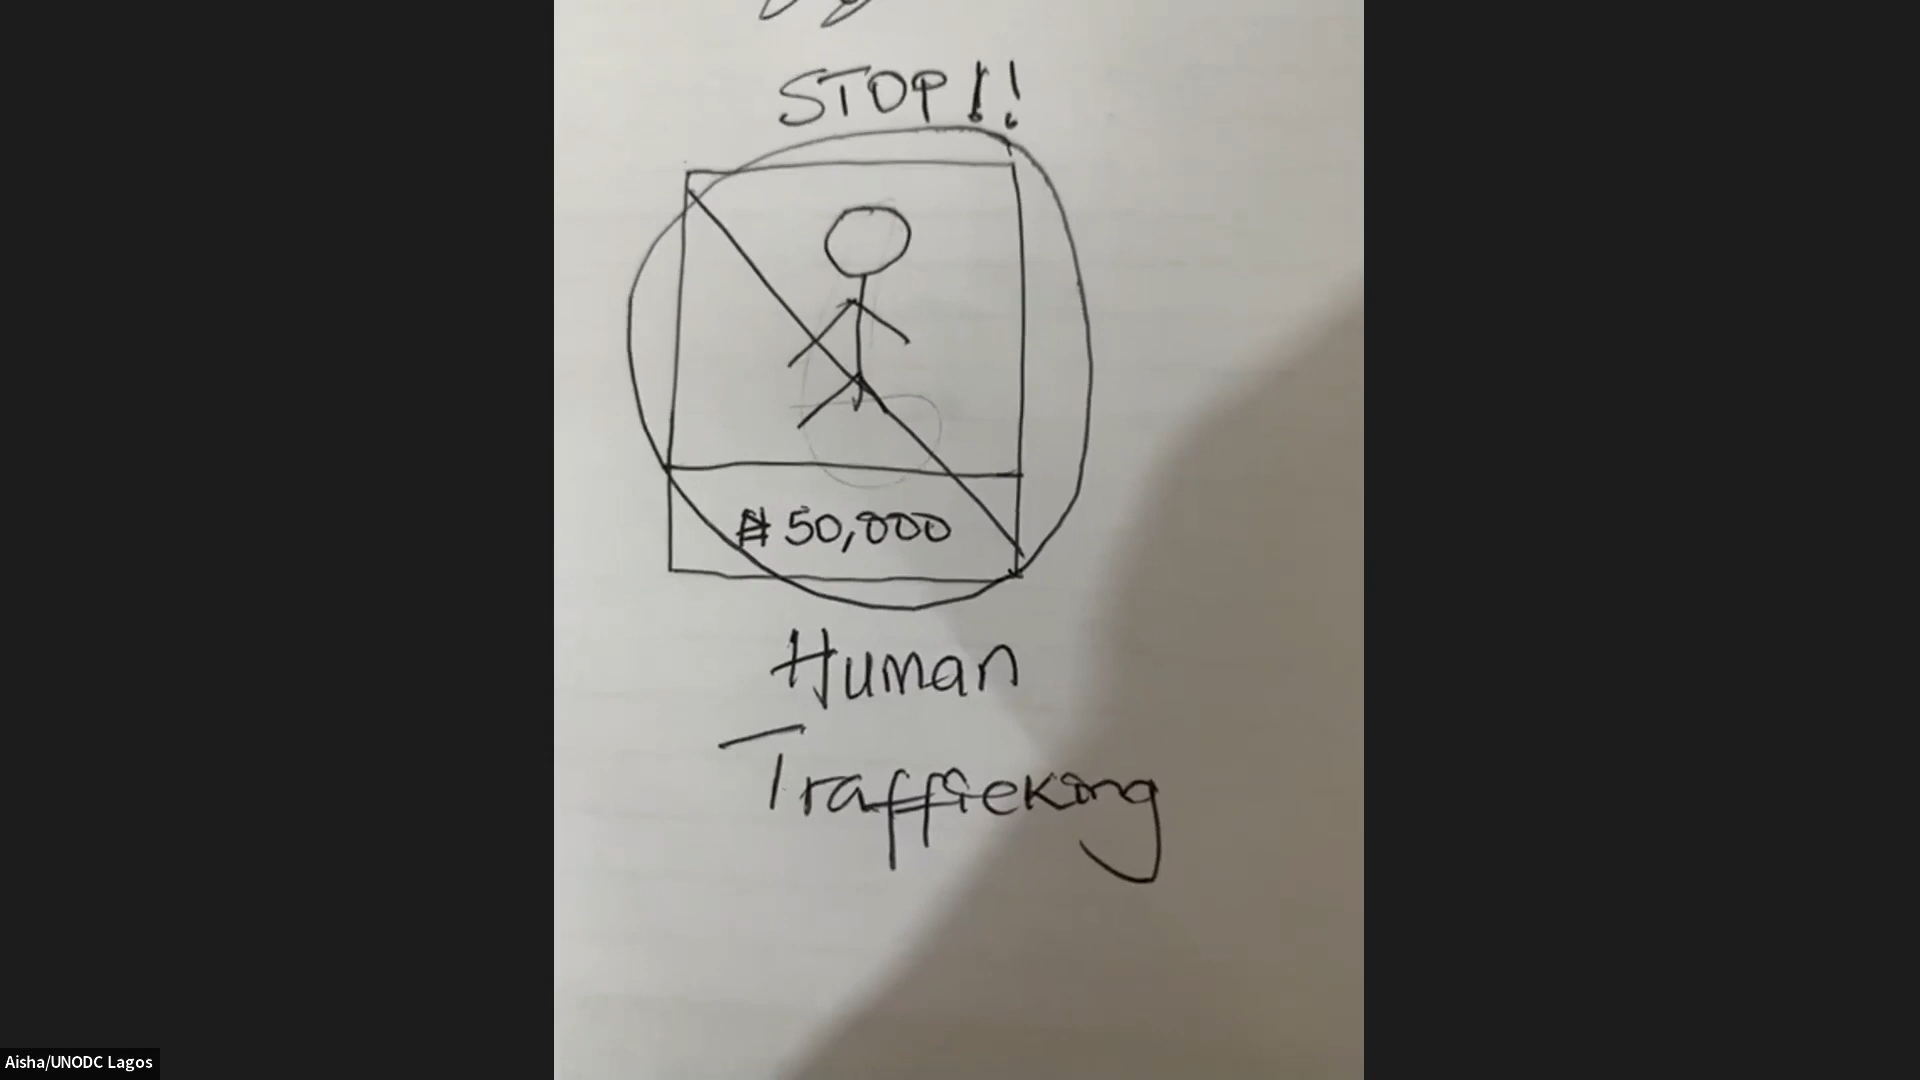 STOP!!
₦ 50,000
Human
Trafficking
Aisha/UNODC Lagos